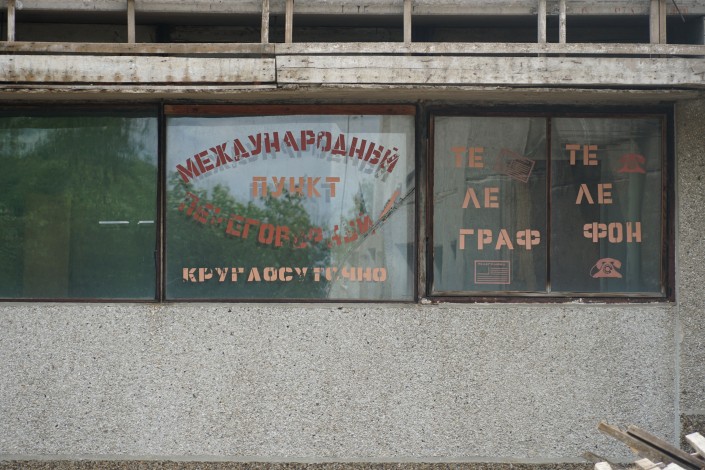 МЕЖДУНАРОДНЫЙ
ПУНКТ
КРУГЛОСУТОЧНО
ТЕ
ЛЕ
ГРАФ
ТЕ
ЛЕ
ФОН